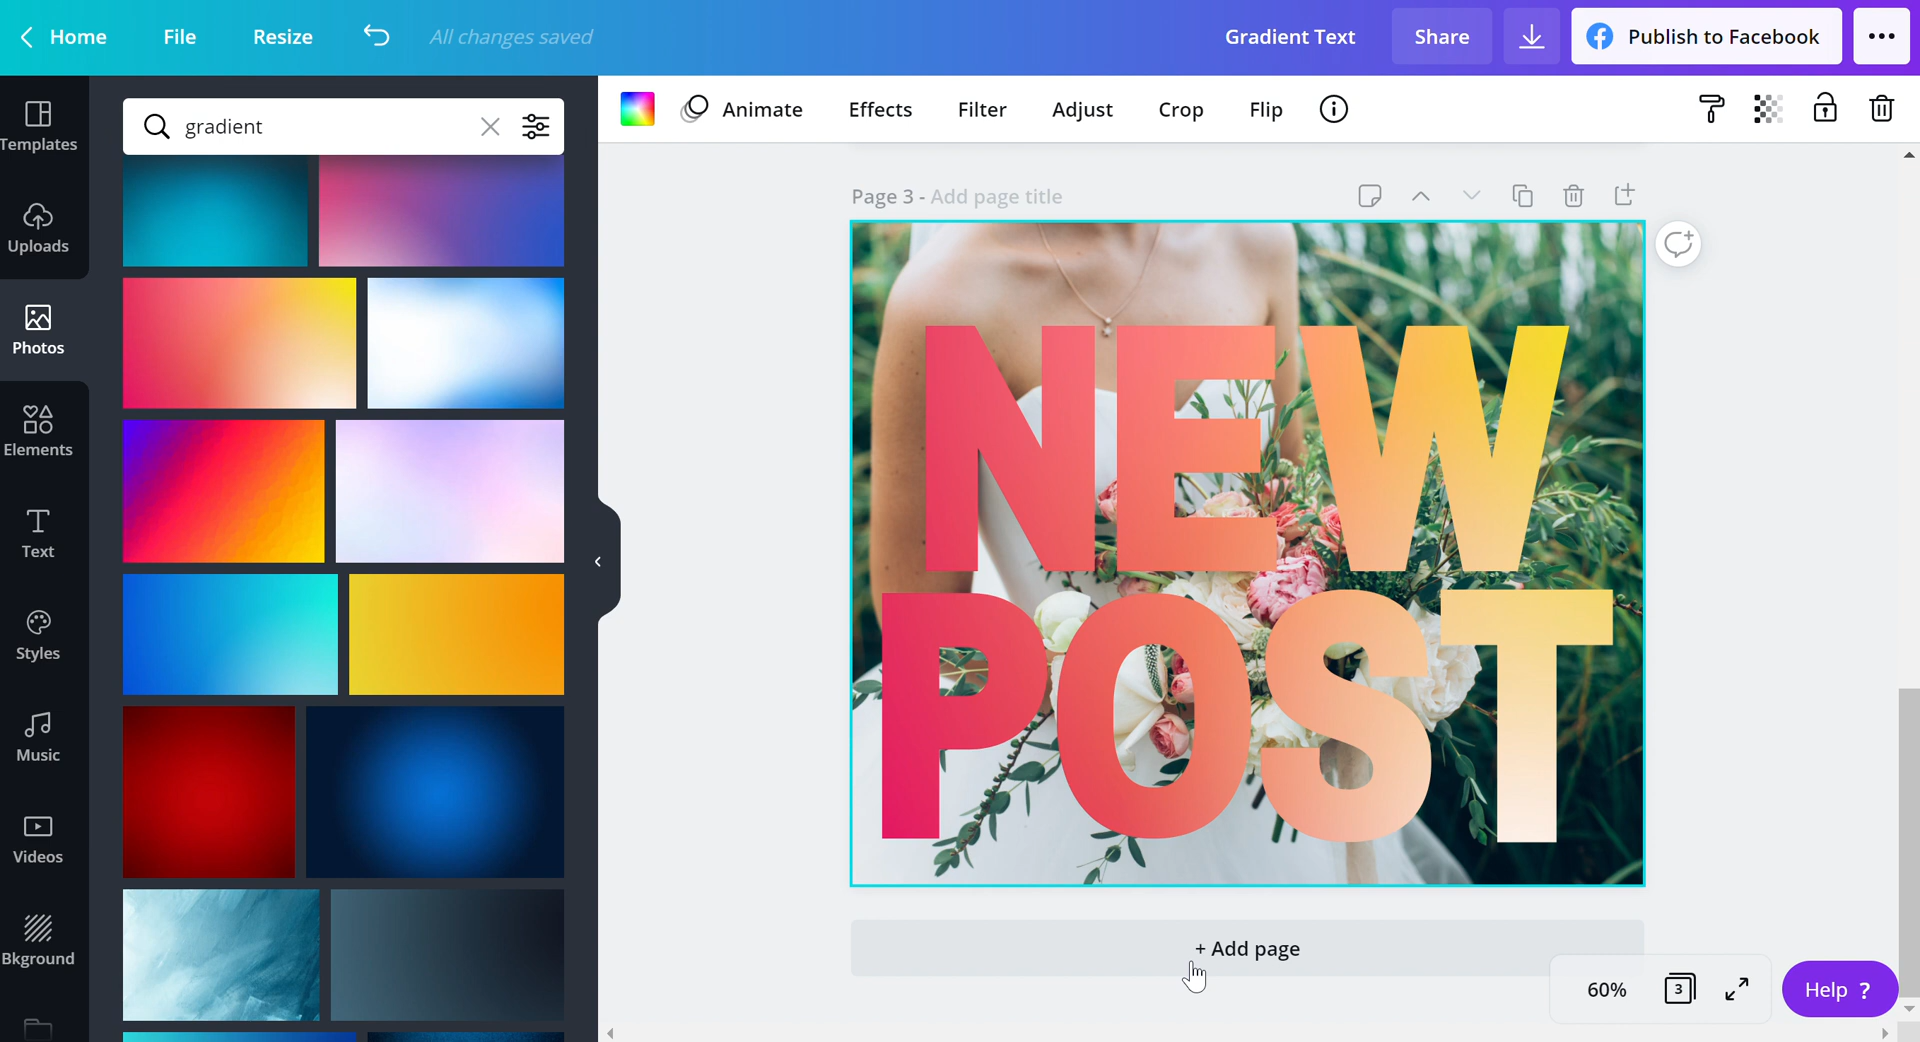 Home File Resize All changes saved Gradient Text Share Publish to Facebook
Templates
Uploads
Photos
Elements
Text
Styles
Music
Videos
Bkground
gradient
Animate Effects Filter Adjust Crop Flip
Page 3 - Add page title
NEW
POST
+ Add page
60% 3 Help ?